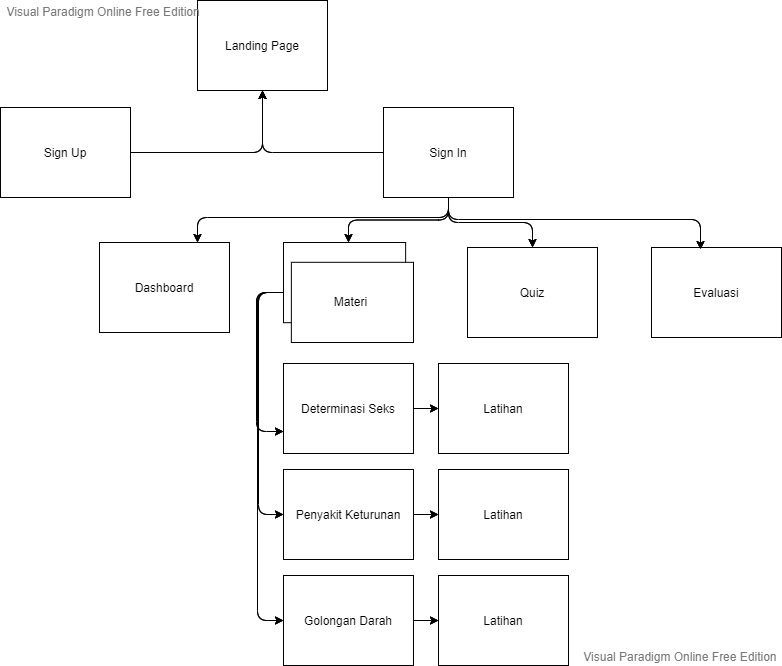 Visual Paradigm Online Free Edition
Landing Page
Sign Up
Sign In
Dashboard
Materi
Quiz
Evaluasi
Determinasi Seks
Latihan
Penyakit Keturunan
Latihan
Golongan Darah
Latihan
Visual Paradigm Online Free Edition